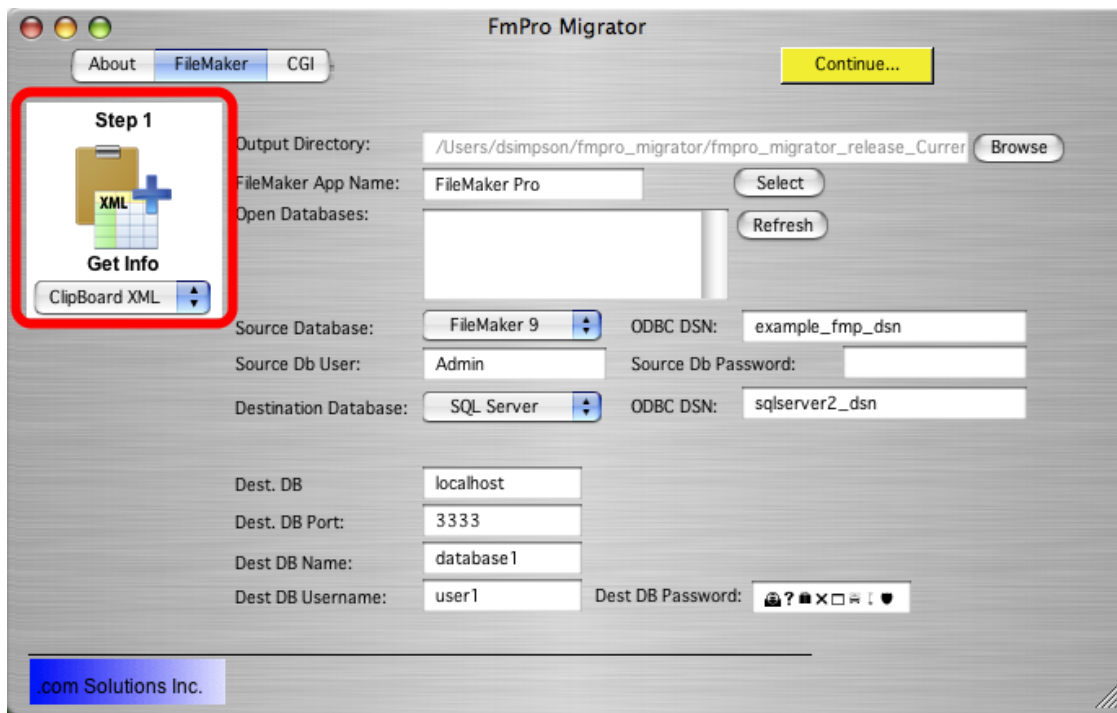 FmPro Migrator
About FileMaker CGI
Continue...
Step 1
XML
Get Info
ClipBoard XML
Output Directory: /Users/dsimpson/fmpro_migrator/fmpro_migrator_release_Currer Browse
FileMaker App Name: FileMaker Pro Select
Open Databases: Refresh
Source Database: FileMaker 9 ODBC DSN: example_fmp_dsn
Source Db User: Admin Source Db Password:
Destination Database: SQL Server ODBC DSN: sqlserver2_dsn
Dest. DB localhost
Dest. DB Port: 3333
Dest DB Name: database1
Dest DB Username: user1 Dest DB Password:
.com Solutions Inc.